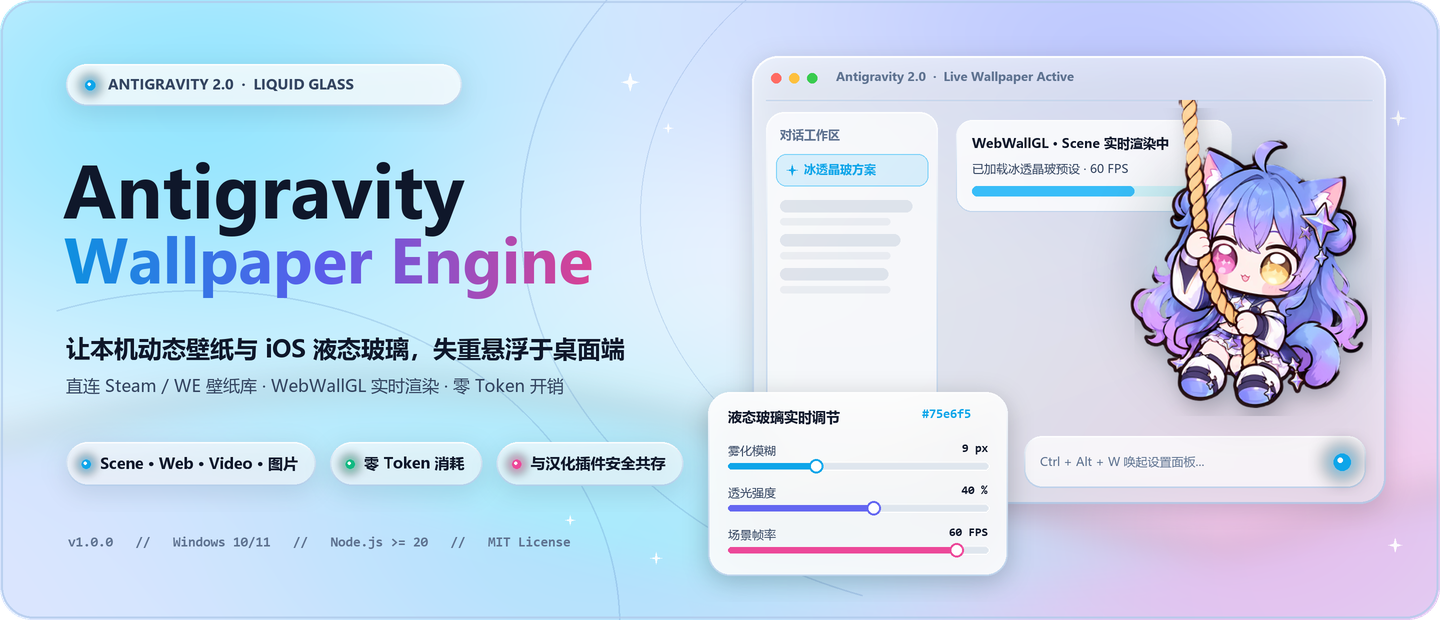 ANTIGRAVITY 2.0 · LIQUID GLASS
Antigravity
Wallpaper Engine
让本机动态壁纸与 iOS 液态玻璃，失重悬浮于桌面端
直连 Steam / WE 壁纸库 · WebWallGL 实时渲染 · 零 Token 开销
Scene • Web • Video • 图片
零 Token 消耗
与汉化插件安全共存
v1.0.0 // Windows 10/11 // Node.js >= 20 // MIT License
Antigravity 2.0 · Live Wallpaper Active
对话工作区
冰透晶玻方案
WebWallGL • Scene 实时渲染中
已加载冰透晶玻预设 · 60 FPS
液态玻璃实时调节 #75e6f5
雾化模糊 9 px
透光强度 40 %
场景帧率 60 FPS
Ctrl + Alt + W 唤起设置面板...